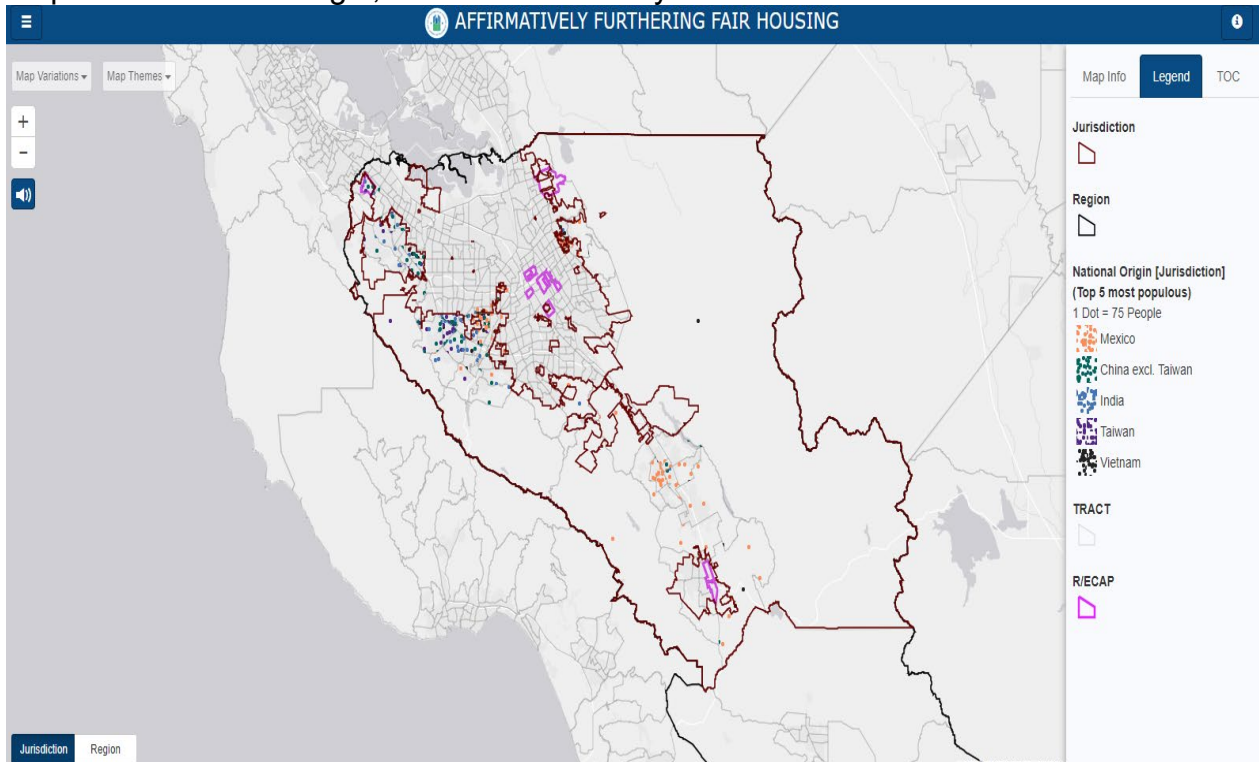 AFFIRMATIVELY FURTHERING FAIR HOUSING
Map Variations
Map Themes
+
−
Map Info
Legend
TOC
Jurisdiction
Region
National Origin [Jurisdiction]
(Top 5 most populous)
1 Dot = 75 People
Mexico
China excl. Taiwan
India
Taiwan
Vietnam
TRACT
R/ECAP
Jurisdiction
Region